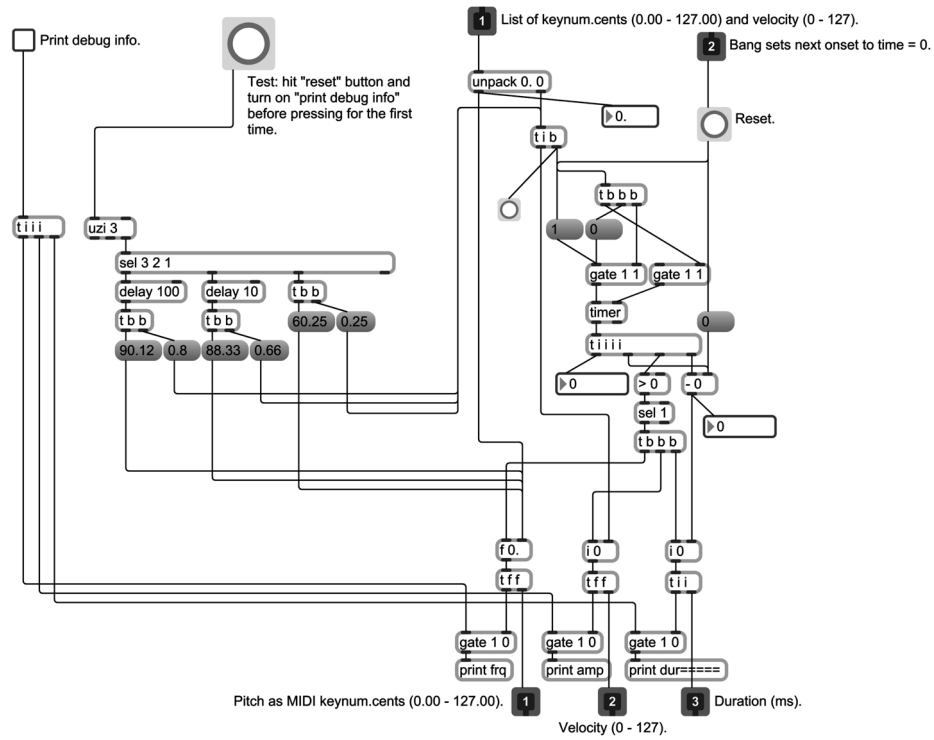 1 List of keynum.cents (0.00 - 127.00) and velocity (0 - 127).
Print debug info.
2 Bang sets next onset to time = 0.
Test: hit "reset" button and
turn on "print debug info"
before pressing for the first
time.
unpack 0. 0
0.
Reset.
t i b
t b b b
t i i i
uzi 3
1
0
sel 3 2 1
gate 1 1
gate 1 1
delay 100
delay 10
t b b
timer
t b b
t b b
60.25
0.25
0
90.12
0.8
88.33
0.66
t i i i i
0
> 0
- 0
sel 1
0
t b b b
f 0.
i 0
i 0
t f f
t f f
t i i
gate 1 0
gate 1 0
gate 1 0
print frq
print amp
print dur=====
Pitch as MIDI keynum.cents (0.00 - 127.00). 1
2
3 Duration (ms).
Velocity (0 - 127).